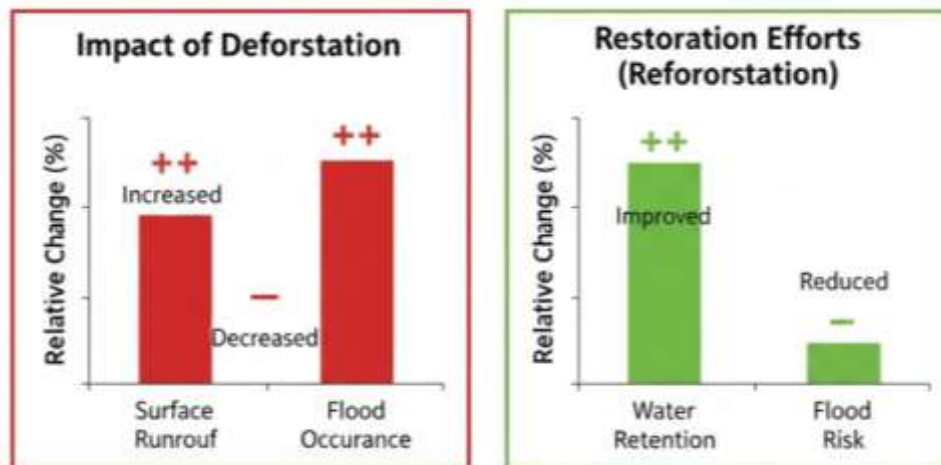 Impact of Deforstation
Relative Change (%)
++
Increased
++
−
Decreased
Surface
Runrouf
Flood
Occurance
Restoration Efforts
(Refororstation)
Relative Change (%)
++
Improved
Reduced
−
Water
Retention
Flood
Risk